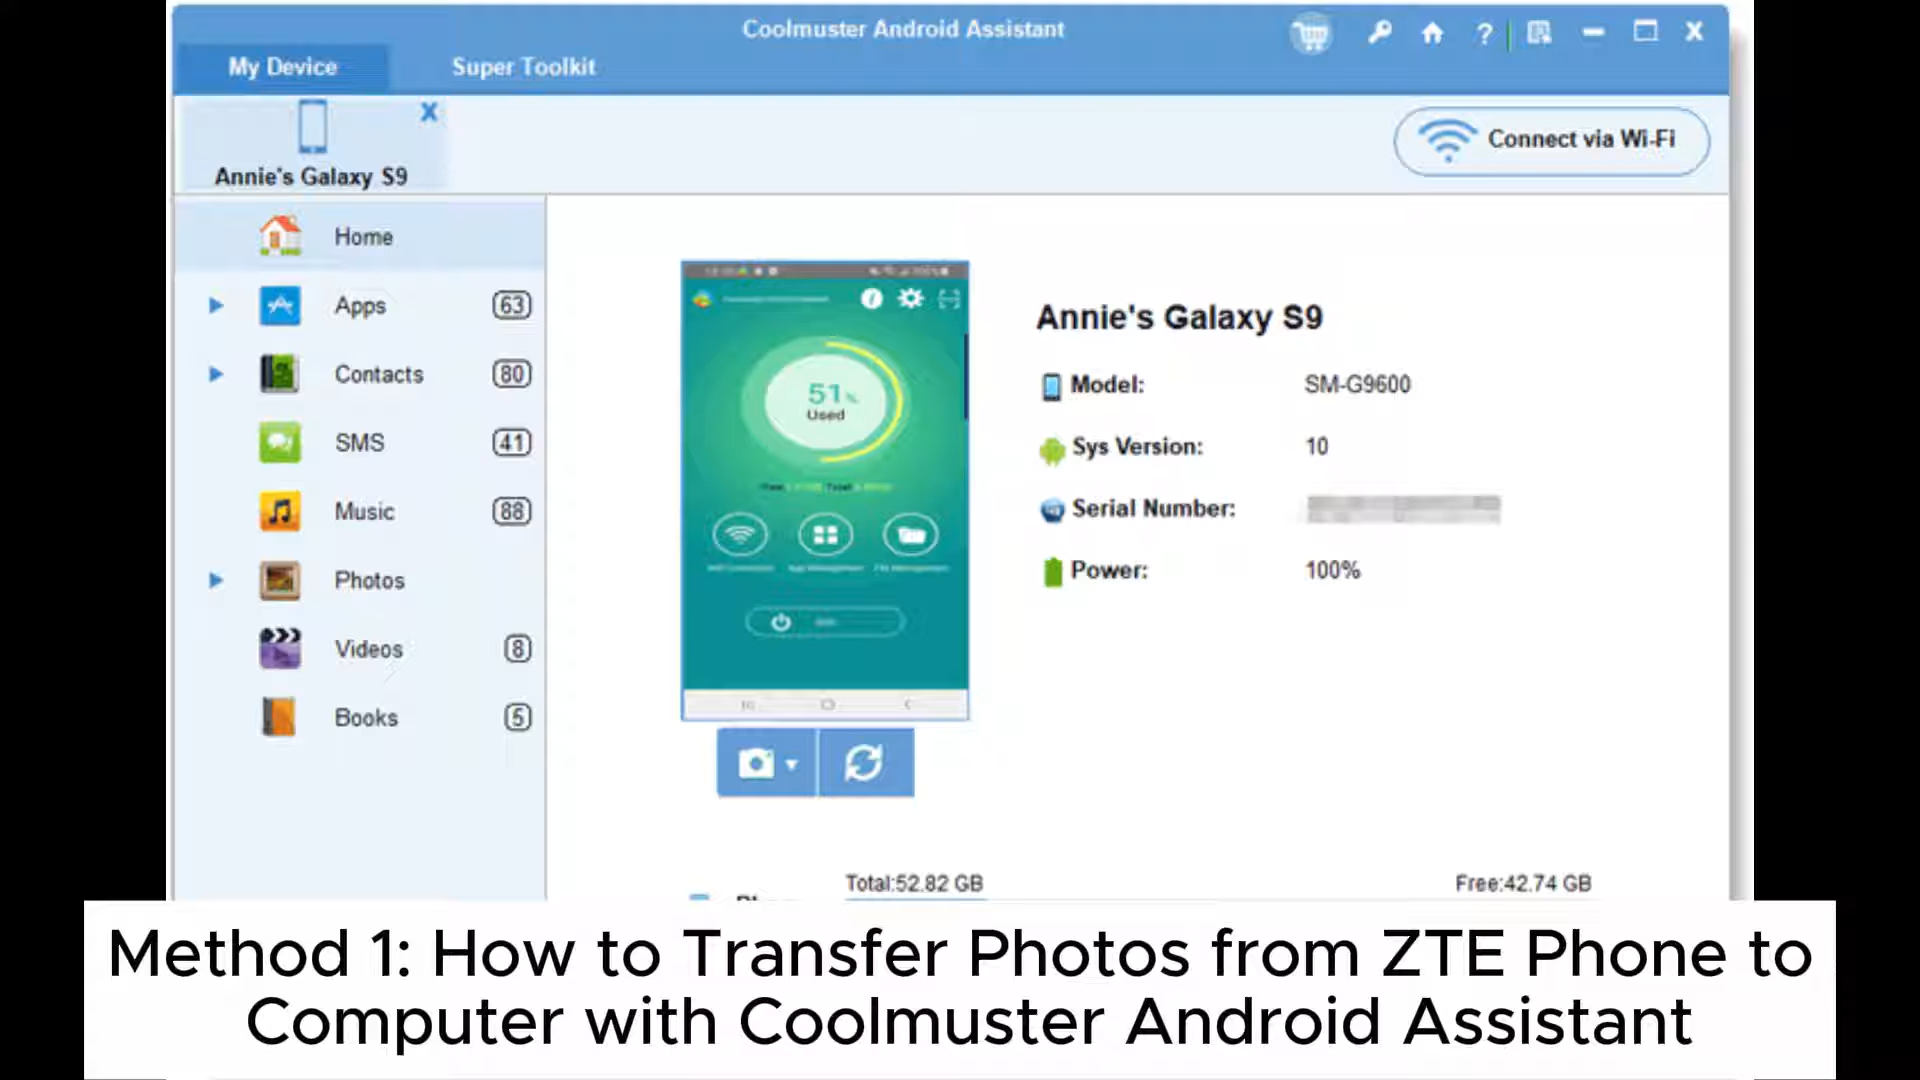 Coolmuster Android Assistant
My Device
Super Toolkit
Annie's Galaxy S9
Connect via Wi-Fi
Home
Apps 63
Contacts 80
SMS 41
Music 88
Photos
Videos 8
Books 5
51%
Used
Annie's Galaxy S9
Model: SM-G9600
Sys Version: 10
Serial Number:
Power: 100%
Total:52.82 GB
Free:42.74 GB
Method 1: How to Transfer Photos from ZTE Phone to
Computer with Coolmuster Android Assistant